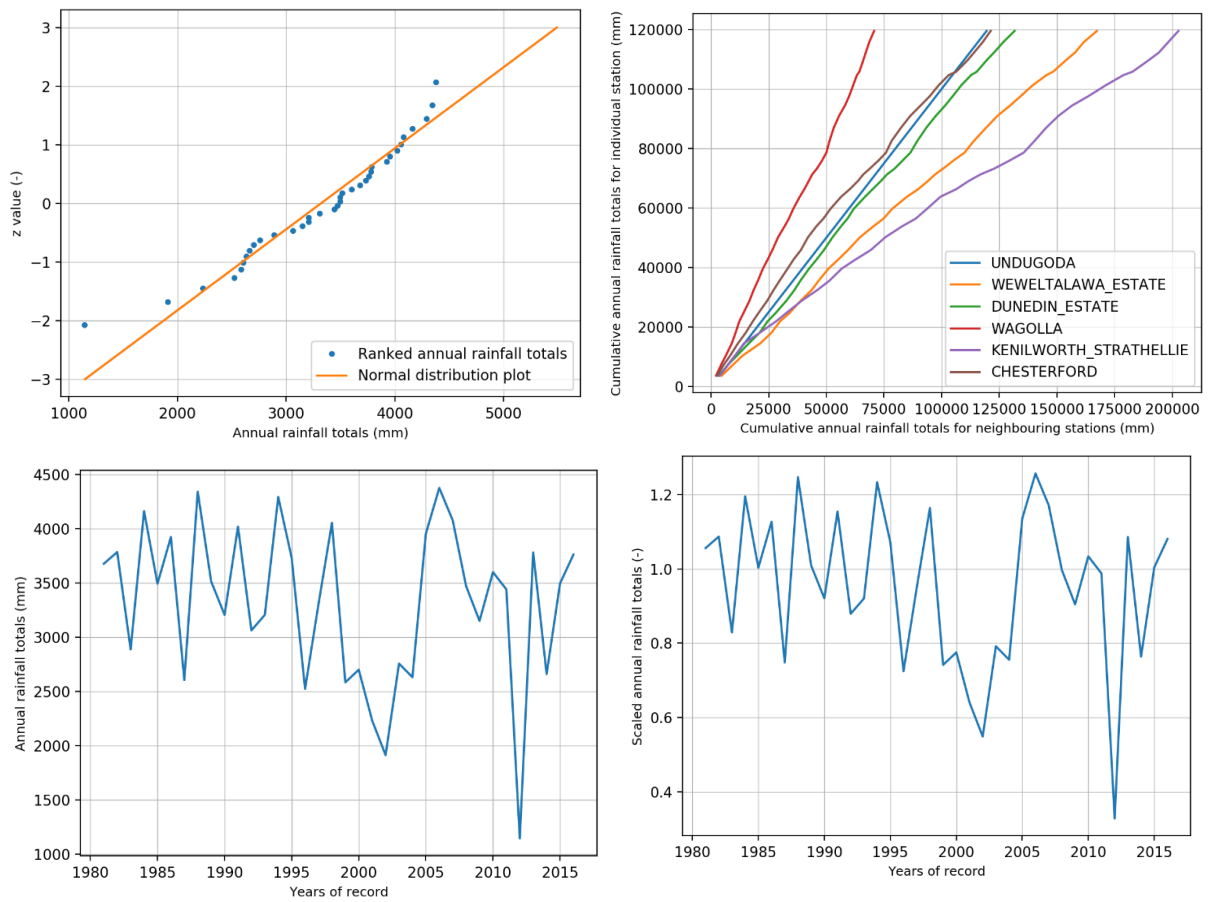 3
2
1
0
−1
−2
−3
z value (-)
Ranked annual rainfall totals
Normal distribution plot
1000 2000 3000 4000 5000
Annual rainfall totals (mm)
120000
100000
80000
60000
40000
20000
0
Cumulative annual rainfall totals for individual station (mm)
UNDUGODA
WEWELTALAWA_ESTATE
DUNEDIN_ESTATE
WAGOLLA
KENILWORTH_STRATHELLIE
CHESTERFORD
0 25000 50000 75000 100000 125000 150000 175000 200000
Cumulative annual rainfall totals for neighbouring stations (mm)
4500
4000
3500
3000
2500
2000
1500
1000
Annual rainfall totals (mm)
1980 1985 1990 1995 2000 2005 2010 2015
Years of record
1.2
1.0
0.8
0.6
0.4
Scaled annual rainfall totals (-)
1980 1985 1990 1995 2000 2005 2010 2015
Years of record